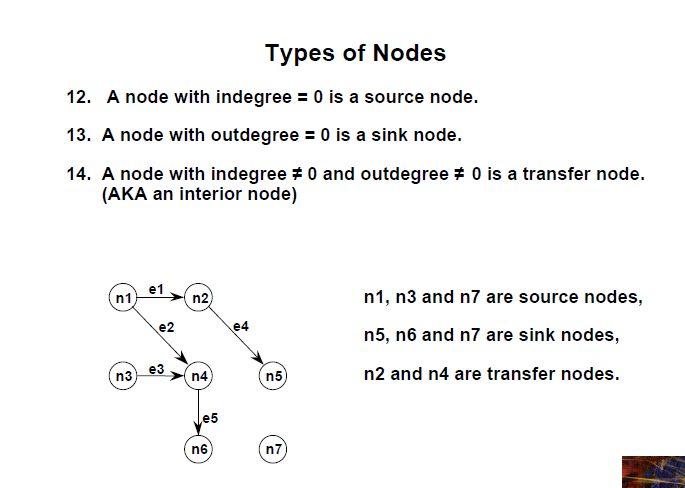 Types of Nodes
12. A node with indegree = 0 is a source node.
13. A node with outdegree = 0 is a sink node.
14. A node with indegree ≠ 0 and outdegree ≠ 0 is a transfer node.
(AKA an interior node)
n1 e1 n2
e2 e4
n3 e3 n4 n5
e5
n6 n7
n1, n3 and n7 are source nodes,
n5, n6 and n7 are sink nodes,
n2 and n4 are transfer nodes.